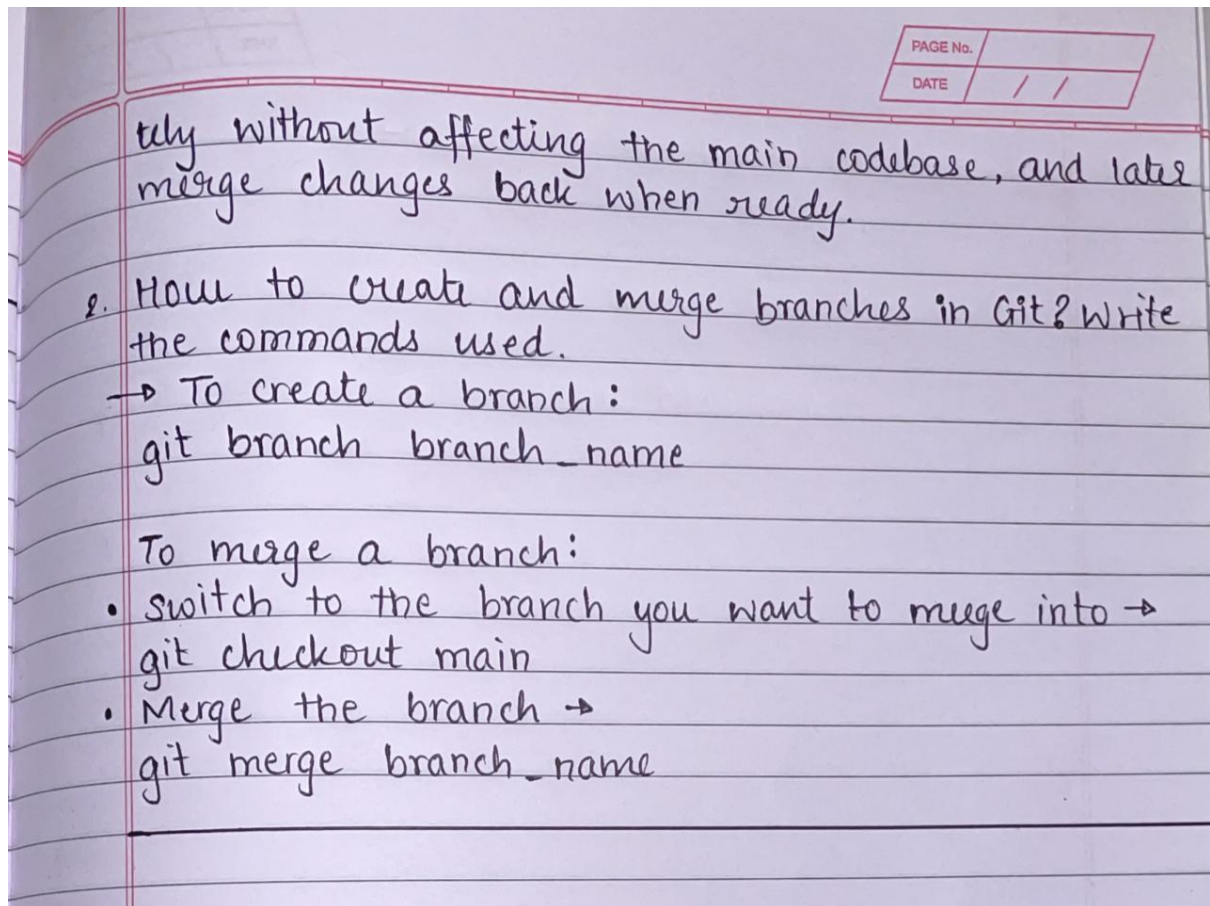 PAGE No.
DATE / /
tely without affecting the main codebase, and later
merge changes back when ready.
2. How to create and merge branches in Git? Write
the commands used.
→ To create a branch:
git branch branch_name
To merge a branch:
• switch to the branch you want to merge into →
git checkout main
• Merge the branch →
git merge branch_name